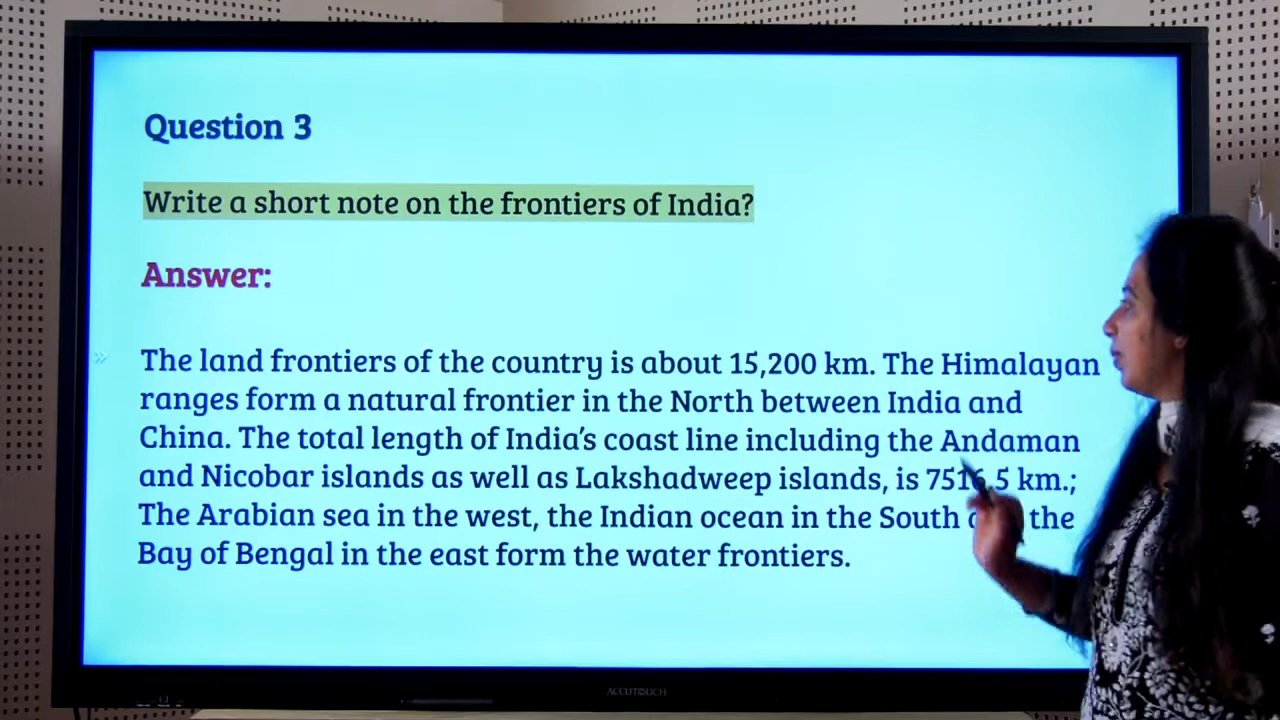 Question 3
Write a short note on the frontiers of India?
Answer:
» The land frontiers of the country is about 15,200 km. The Himalayan
ranges form a natural frontier in the North between India and
China. The total length of India's coast line including the Andaman
and Nicobar islands as well as Lakshadweep islands, is 7516.5 km.;
The Arabian sea in the west, the Indian ocean in the South the
Bay of Bengal in the east form the water frontiers.
ACCUTOUCH